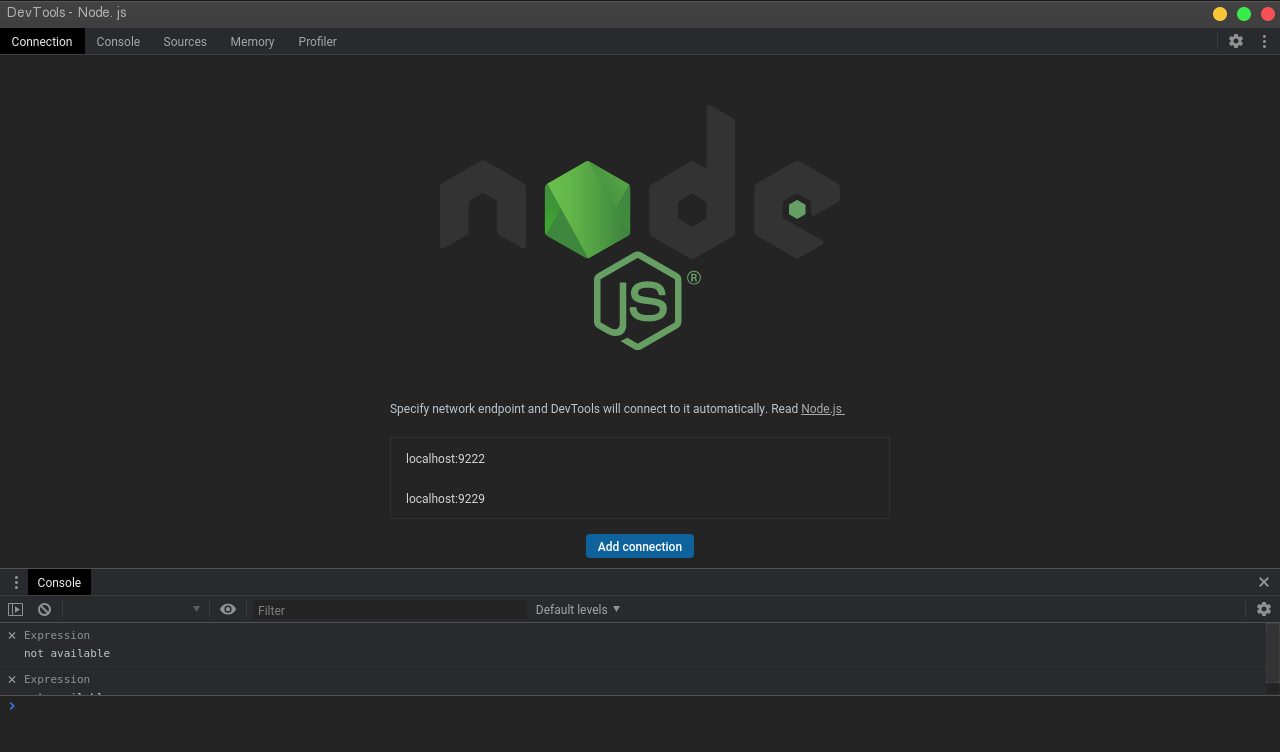 DevTools - Node. js
Connection Console Sources Memory Profiler
node
JS ®
Specify network endpoint and DevTools will connect to it automatically. Read Node.js
localhost:9222
localhost:9229
Add connection
Console
Filter Default levels
Expression
not available
Expression